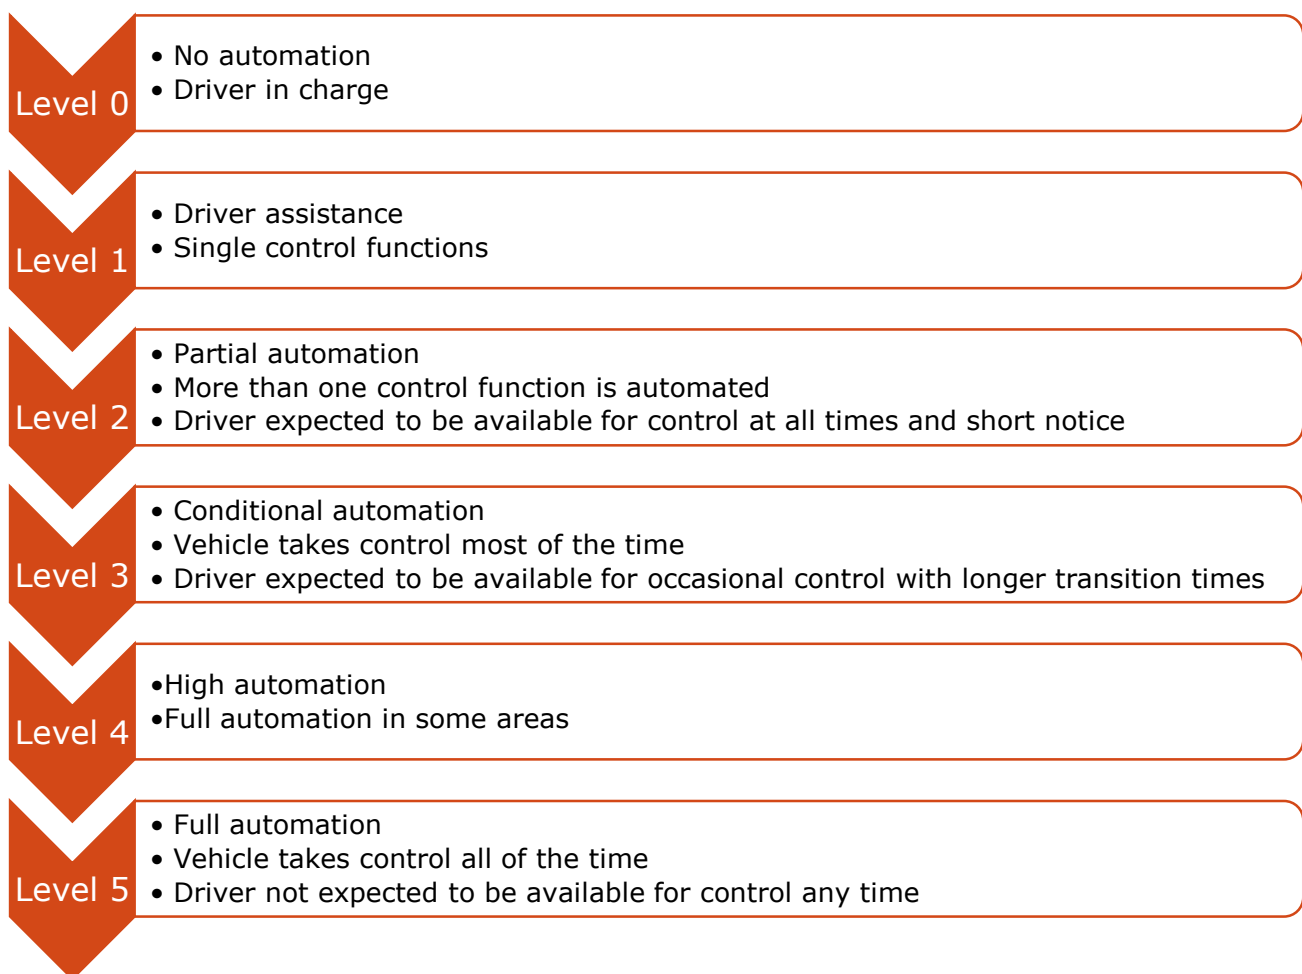 Level 0
• No automation
• Driver in charge
Level 1
• Driver assistance
• Single control functions
Level 2
• Partial automation
• More than one control function is automated
• Driver expected to be available for control at all times and short notice
Level 3
• Conditional automation
• Vehicle takes control most of the time
• Driver expected to be available for occasional control with longer transition times
Level 4
•High automation
•Full automation in some areas
Level 5
• Full automation
• Vehicle takes control all of the time
• Driver not expected to be available for control any time